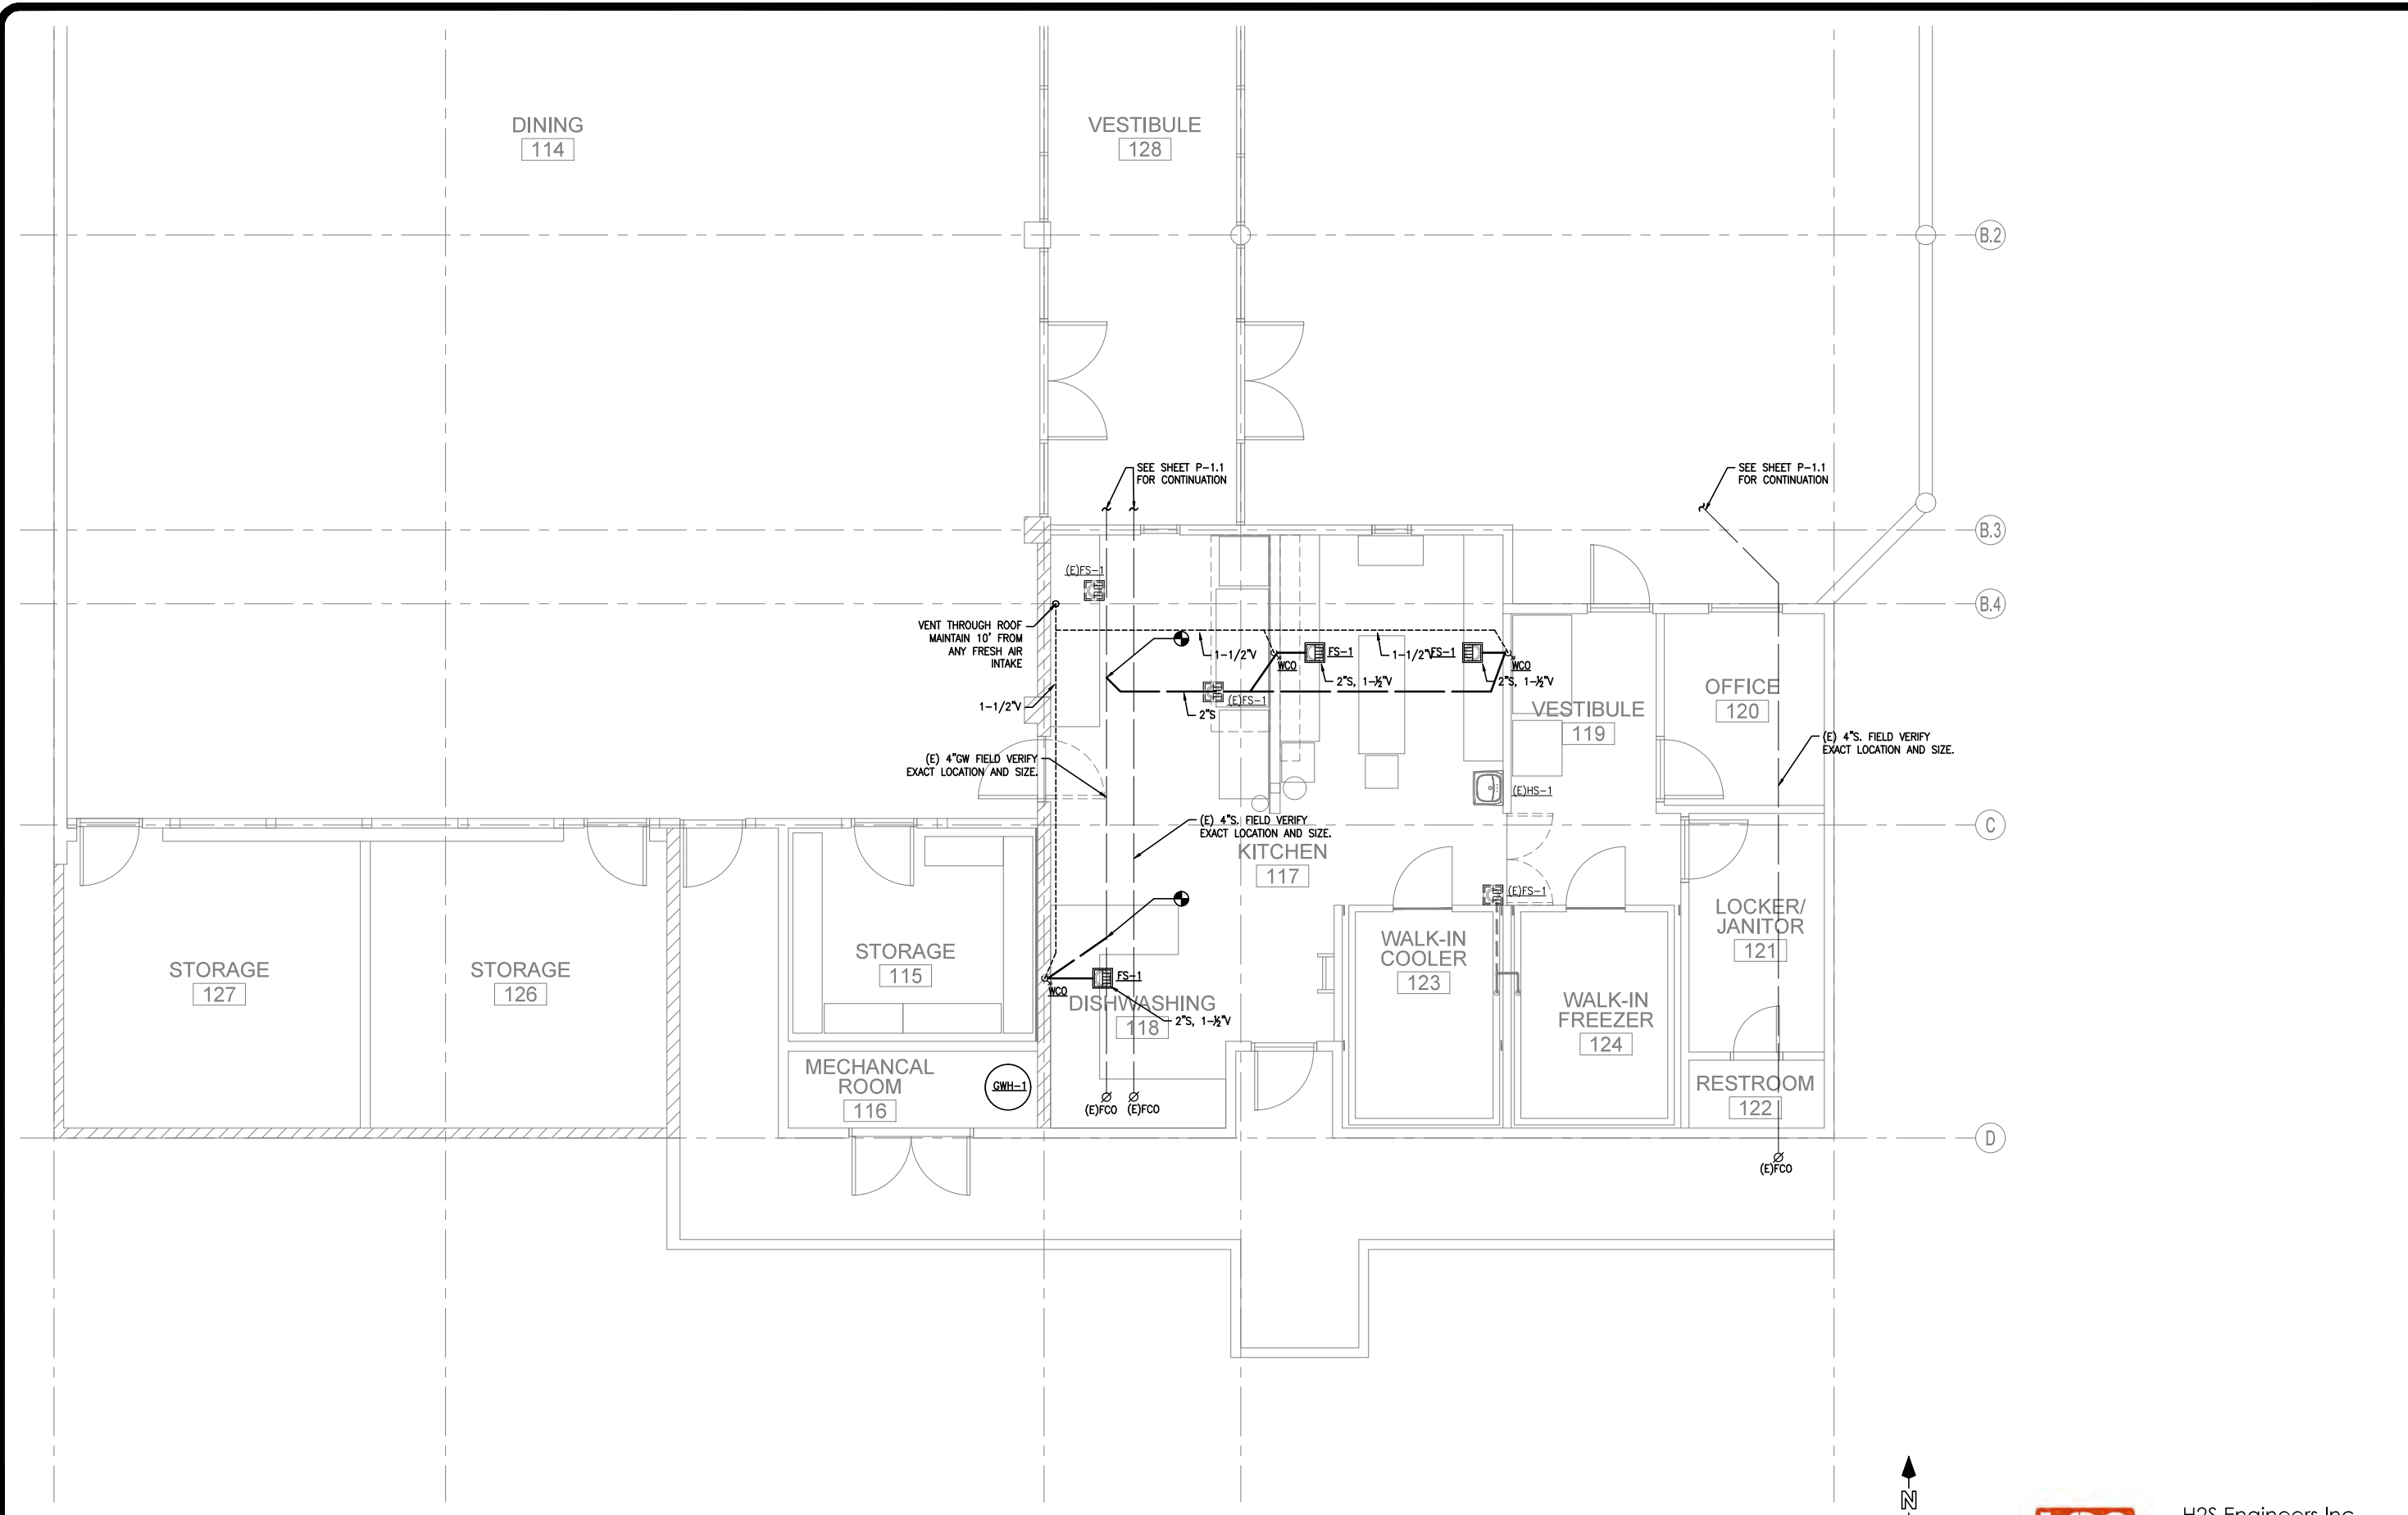 DINING
114
VESTIBULE
128
B.2
SEE SHEET P-1.1
FOR CONTINUATION
SEE SHEET P-1.1
FOR CONTINUATION
B.3
(E)FS-1
B.4
VENT THROUGH ROOF
MAINTAIN 10' FROM
ANY FRESH AIR
INTAKE
1-1/2"V
WCO
FS-1
1-1/2"V
FS-1
WCO
2"S, 1-½"V
2"S, 1-½"V
(E)FS-1
2"S
1-1/2"V
OFFICE
120
VESTIBULE
119
(E) 4"S. FIELD VERIFY
EXACT LOCATION AND SIZE.
(E) 4"GW FIELD VERIFY
EXACT LOCATION AND SIZE.
(E)HS-1
(E) 4"S. FIELD VERIFY
EXACT LOCATION AND SIZE.
C
KITCHEN
117
(E)FS-1
LOCKER/
JANITOR
121
WALK-IN
COOLER
123
STORAGE
115
STORAGE
127
STORAGE
126
FS-1
WCO
DISHWASHING
118
2"S, 1-½"V
WALK-IN
FREEZER
124
MECHANCAL
ROOM
116
GWH-1
RESTROOM
122
(E)FCO
(E)FCO
D
(E)FCO
N
H2S Engineers Inc